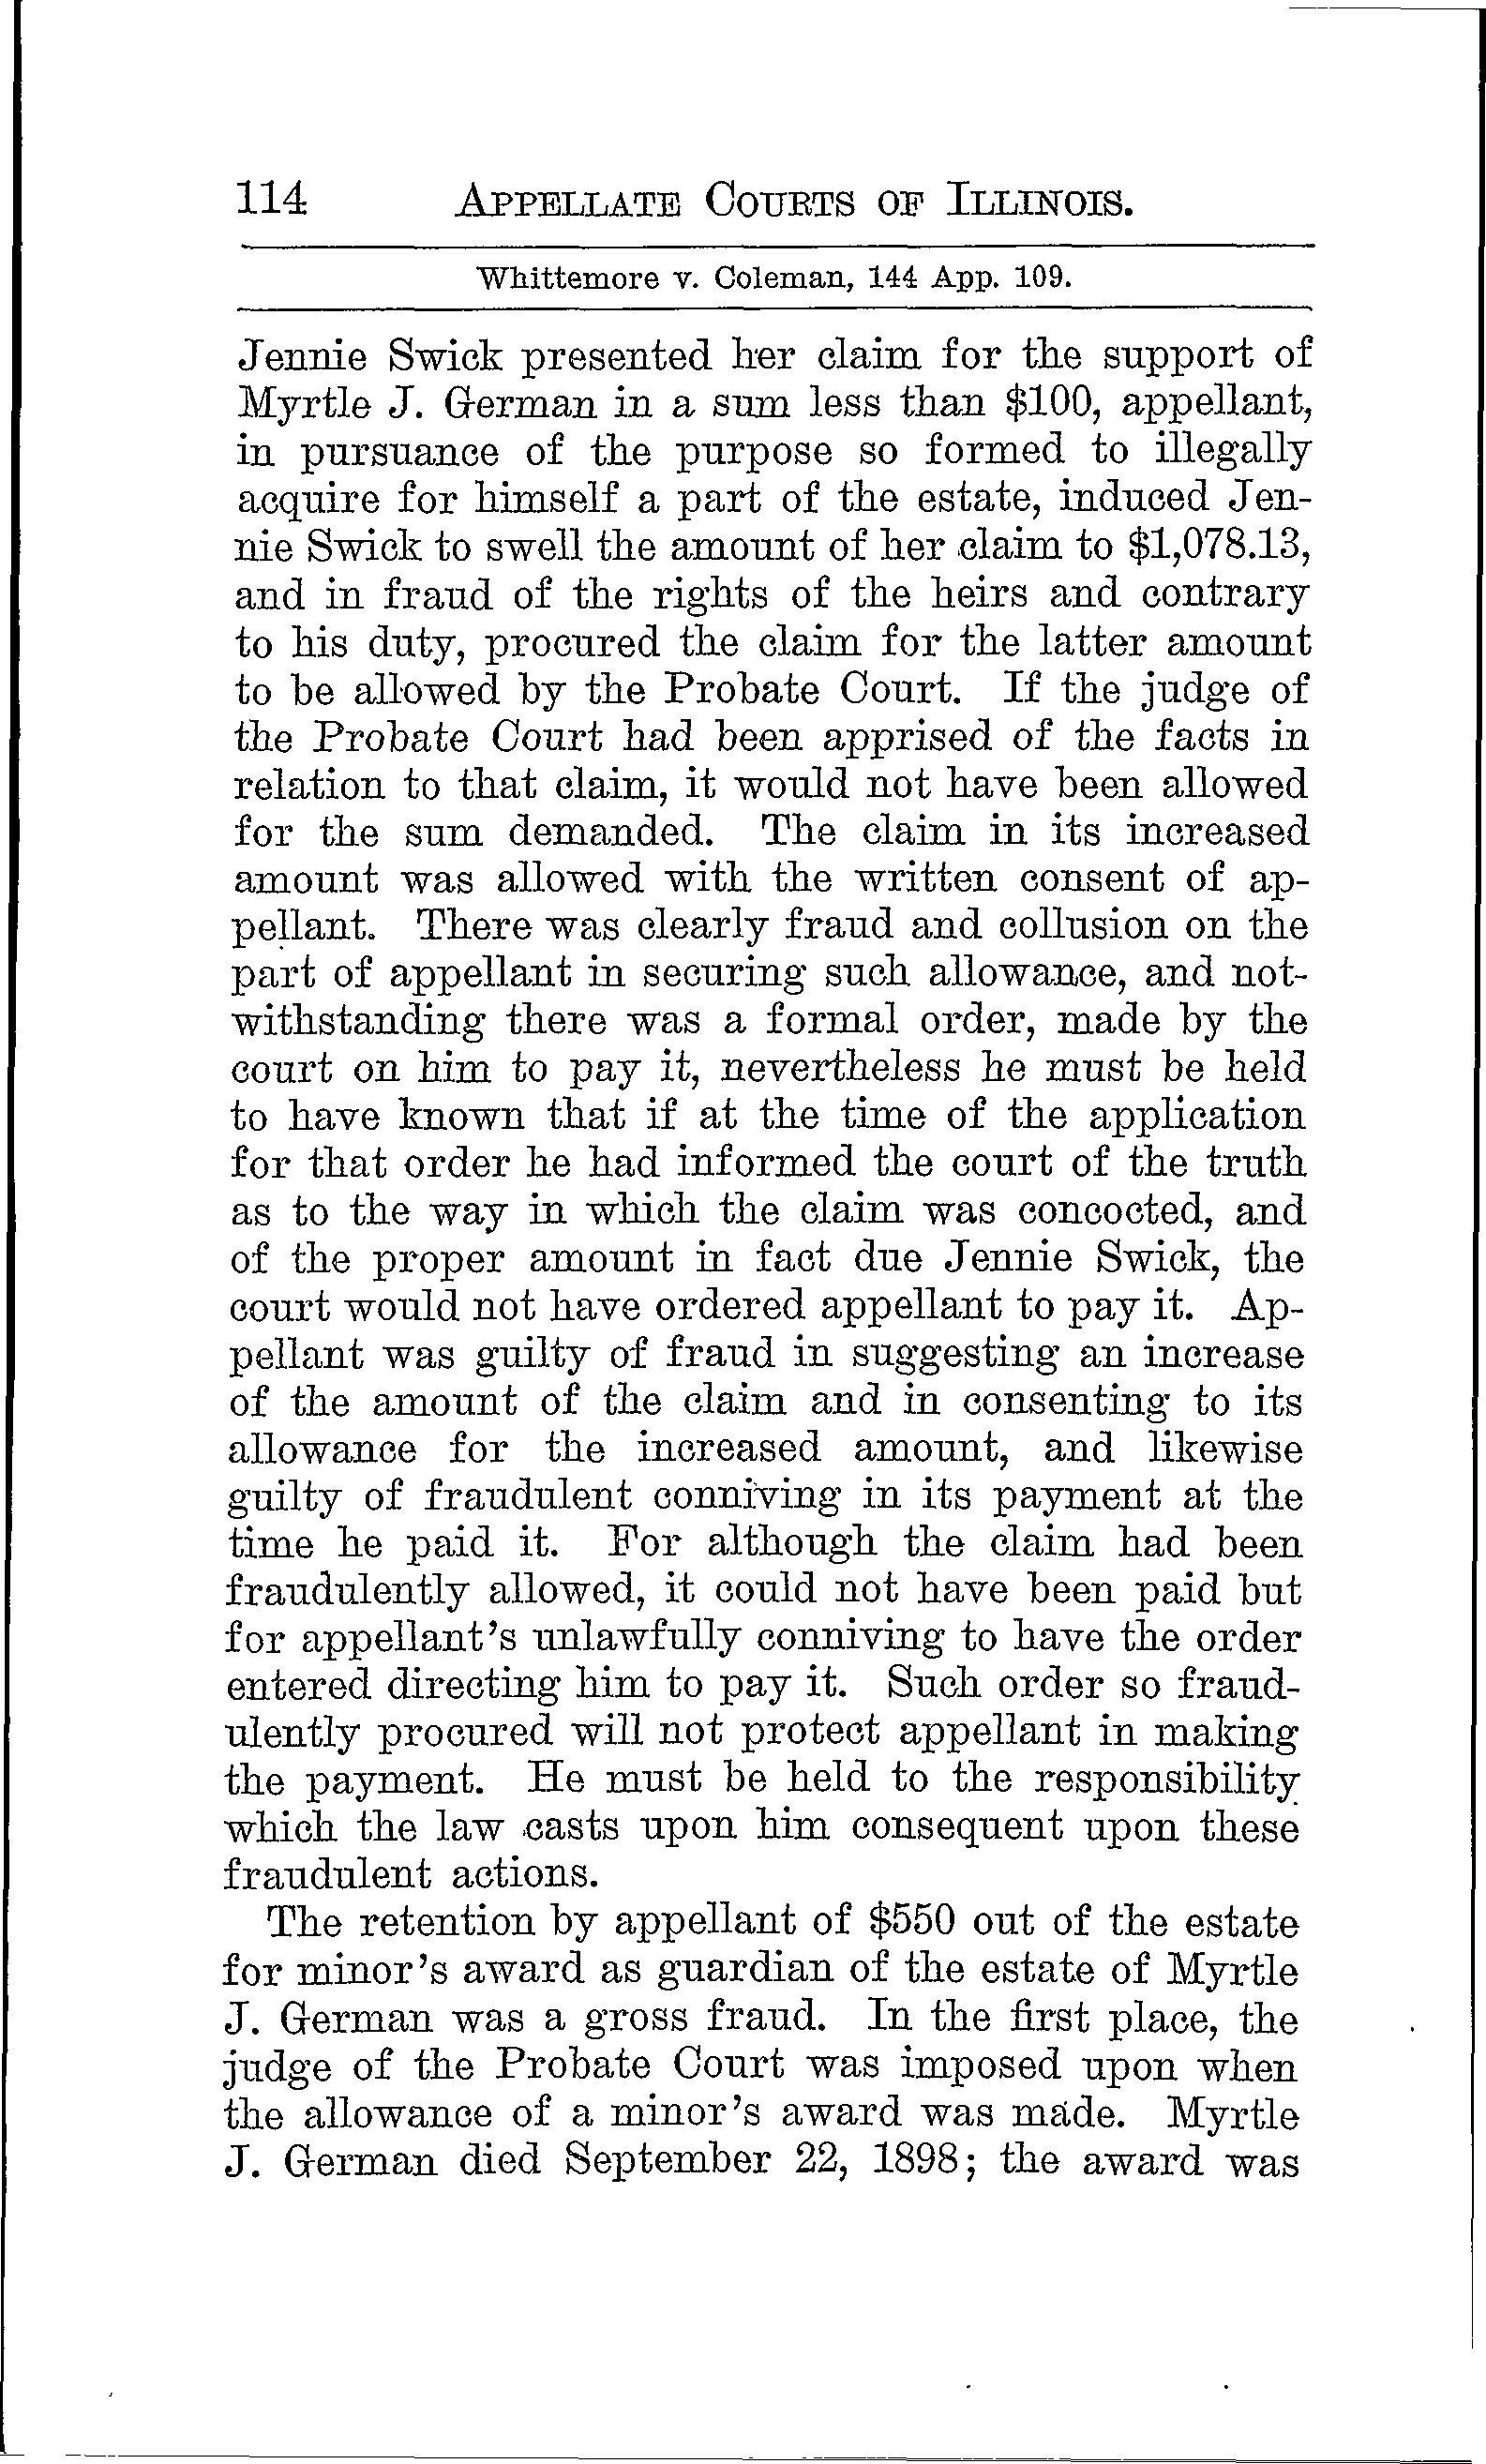 114 APPELLATE COURTS OF ILLINOIS.
Whittemore v. Coleman, 144 App. 109.
Jennie Swick presented her claim for the support of
Myrtle J. German in a sum less than $100, appellant,
in pursuance of the purpose so formed to illegally
acquire for himself a part of the estate, induced Jen-
nie Swick to swell the amount of her claim to $1,078.13,
and in fraud of the rights of the heirs and contrary
to his duty, procured the claim for the latter amount
to be allowed by the Probate Court. If the judge of
the Probate Court had been apprised of the facts in
relation to that claim, it would not have been allowed
for the sum demanded. The claim in its increased
amount was allowed with the written consent of ap-
pellant. There was clearly fraud and collusion on the
part of appellant in securing such allowance, and not-
withstanding there was a formal order, made by the
court on him to pay it, nevertheless he must be held
to have known that if at the time of the application
for that order he had informed the court of the truth
as to the way in which the claim was concocted, and
of the proper amount in fact due Jennie Swick, the
court would not have ordered appellant to pay it. Ap-
pellant was guilty of fraud in suggesting an increase
of the amount of the claim and in consenting to its
allowance for the increased amount, and likewise
guilty of fraudulent conniving in its payment at the
time he paid it. For although the claim had been
fraudulently allowed, it could not have been paid but
for appellant's unlawfully conniving to have the order
entered directing him to pay it. Such order so fraud-
ulently procured will not protect appellant in making
the payment. He must be held to the responsibility
which the law casts upon him consequent upon these
fraudulent actions.
The retention by appellant of $550 out of the estate
for minor's award as guardian of the estate of Myrtle
J. German was a gross fraud. In the first place, the
judge of the Probate Court was imposed upon when
the allowance of a minor's award was made. Myrtle
J. German died September 22, 1898; the award was